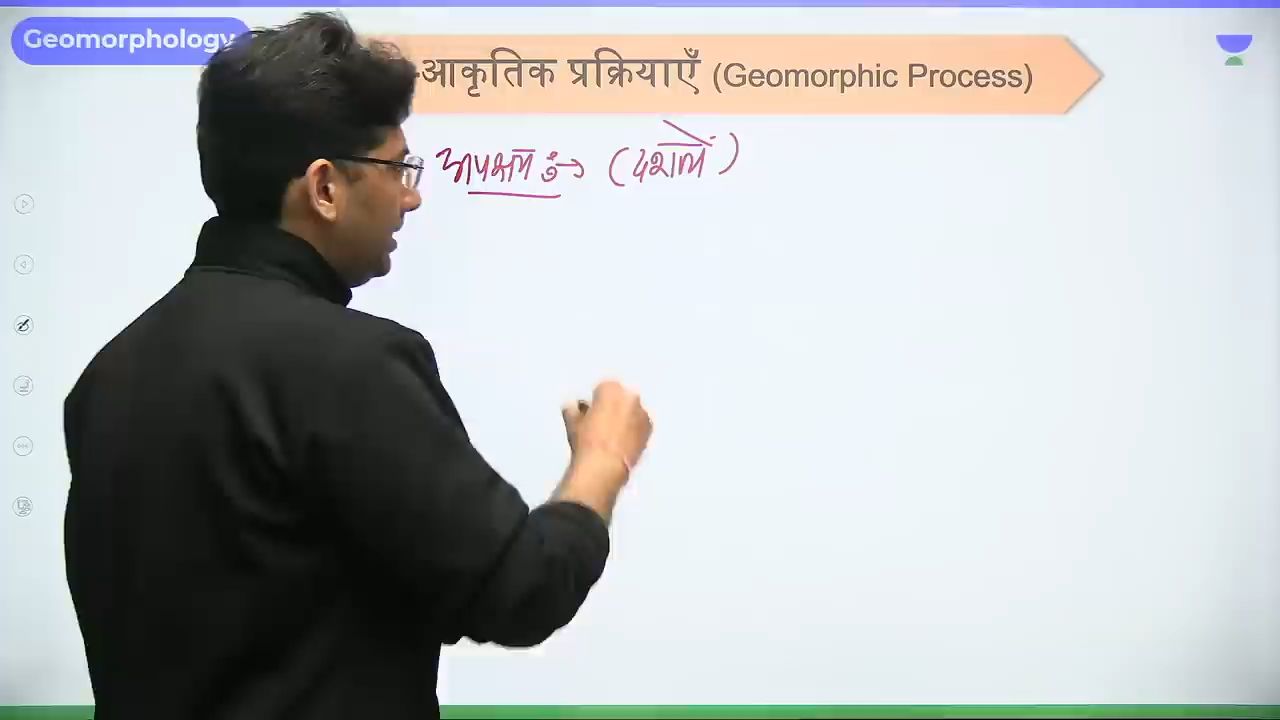 Geomorphology
-आकृतिक प्रक्रियाएँ (Geomorphic Process)
अपक्षय :→ (दशाएं)